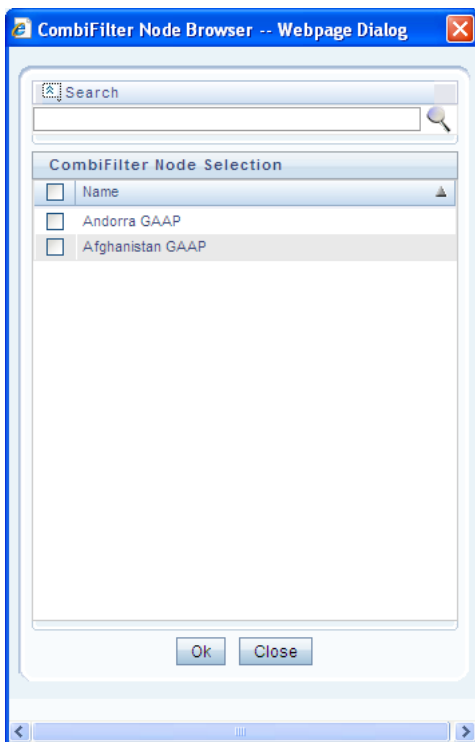 CombiFilter Node Browser -- Webpage Dialog
Search
CombiFilter Node Selection
Name
Andorra GAAP
Afghanistan GAAP
Ok Close